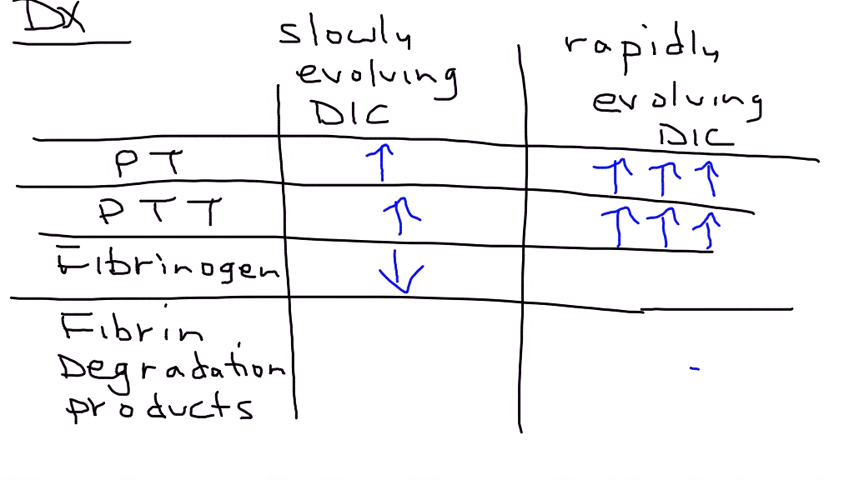 Dx
slowly
evolving
DIC
rapidly
evolving
DIC
PT ↑ ↑ ↑ ↑
PTT ↑ ↑ ↑ ↑
Fibrinogen ↓
Fibrin
Degradation
products